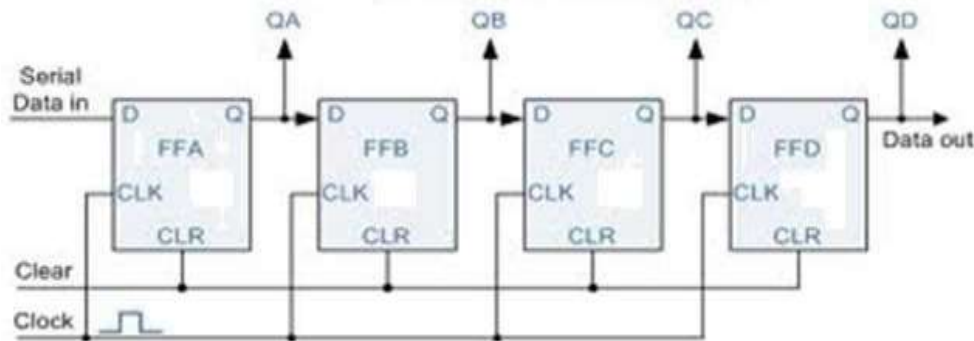 QA QB QC QD
Serial
Data in
D Q D Q D Q D Q
Data out
FFA FFB FFC FFD
CLK CLK CLK CLK
CLR CLR CLR CLR
Clear
Clock